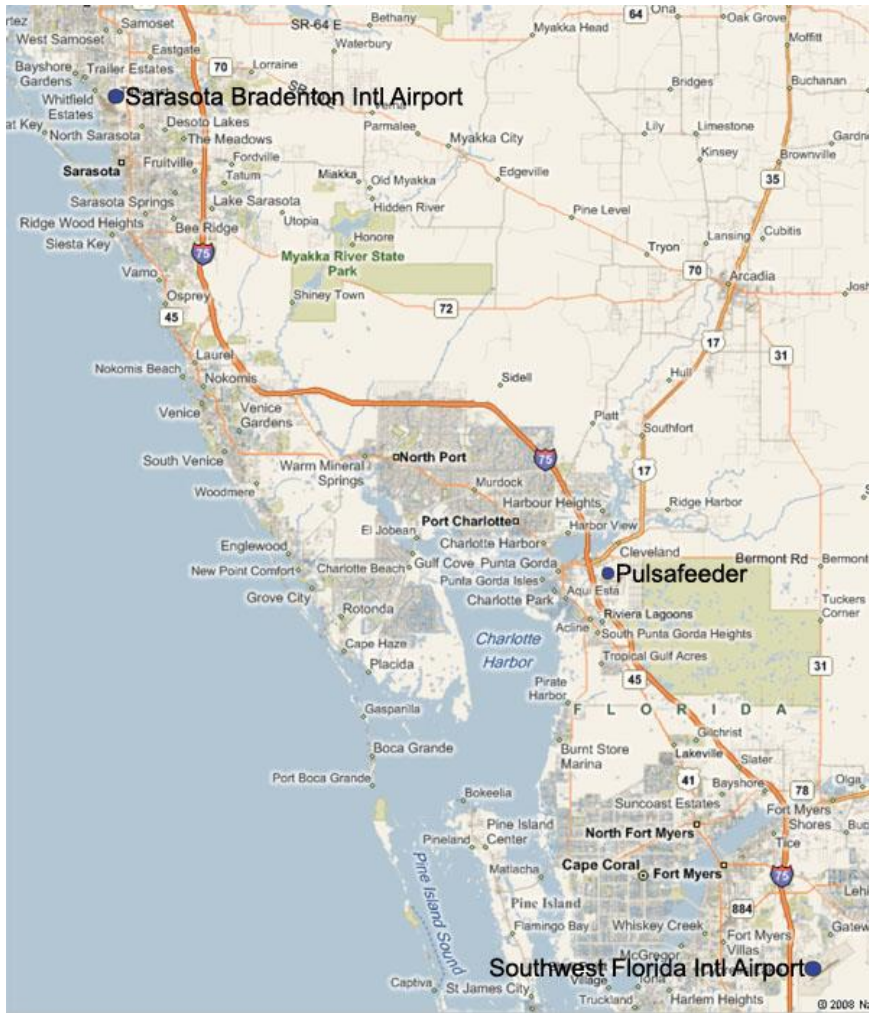 Samoset
SR-64 E
Bethany
64
Ona
Oak Grove
West Samoset
Myakka Head
Moffitt
Eastgate
Waterbury
Bayshore
Gardens
Trailer Estates
70
Lorraine
Bridges
Buchanan
Whitfield
Estates
Sarasota Bradenton Intl Airport
Verna
Desoto Lakes
Parmalee
Lily
Limestone
North Sarasota
The Meadows
Myakka City
Kinsey
Brownville
Sarasota
Fruitville
Fordville
Tatum
Miakka
Old Myakka
Edgeville
35
Sarasota Springs
Lake Sarasota
Hidden River
Ridge Wood Heights
Bee Ridge
Utopia
Pine Level
Siesta Key
Honore
Lansing
Cubitis
75
Myakka River State
Park
Tryon
Vamo
70
Arcadia
Osprey
Shiney Town
45
72
17
31
Laurel
Nokomis Beach
Nokomis
Sidell
Hull
Venice
Venice
Gardens
Platt
Southfort
South Venice
Warm Mineral
Springs
North Port
75
17
Woodmere
Murdock
Harbour Heights
Ridge Harbor
Port Charlotte
El Jobean
Harbor View
Englewood
Charlotte Harbor
Cleveland
Bermont Rd
Bermont
New Point Comfort
Charlotte Beach
Gulf Cove
Punta Gorda
Pulsafeeder
Grove City
Punta Gorda Isles
Aqui Esta
Tuckers
Corner
Rotonda
Charlotte Park
Riviera Lagoons
Acline
South Punta Gorda Heights
Cape Haze
Charlotte
Harbor
Tropical Gulf Acres
Placida
Pirate
Harbor
45
31
Gasparilla
FLORIDA
Gilchrist
Boca Grande
Burnt Store
Marina
Lakeville
Slater
Port Boca Grande
41
Bayshore
78
Olga
Bokeelia
Suncoast Estates
Fort Myers
Shores
Pine Island
Center
North Fort Myers
Tice
Pineland
Cape Coral
Fort Myers
75
Matlacha
Pine Island
884
Pine Island Sound
Flamingo Bay
Whiskey Creek
Fort Myers
Villas
McGregor
Southwest Florida Intl Airport
Captiva
St James City
Village
Iona
Truckland
Harlem Heights
© 2008